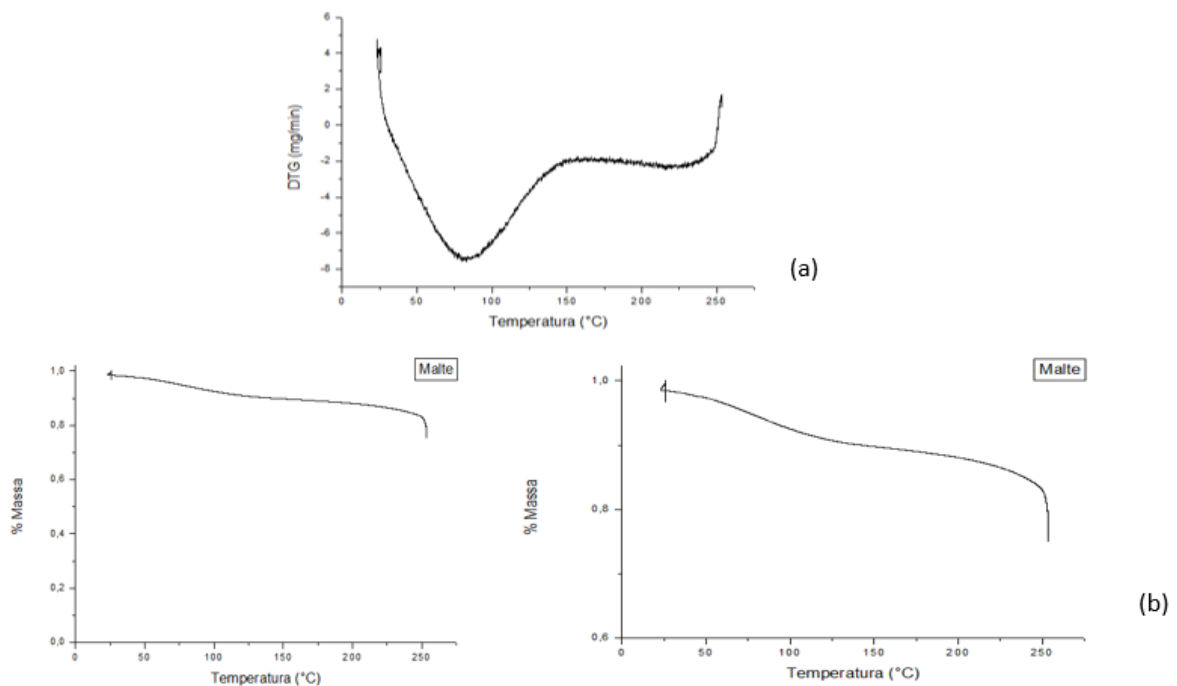 6
4
2
0
-2
-4
-6
-8
DTG (mg/min)
0 50 100 150 200 250
Temperatura (°C)
(a)
Malte
1,0
0,8
0,6
0,4
0,2
0,0
% Massa
0 50 100 150 200 250
Temperatura (°C)
Malte
1,0
0,8
0,6
% Massa
0 50 100 150 200 250
Temperatura (°C)
(b)